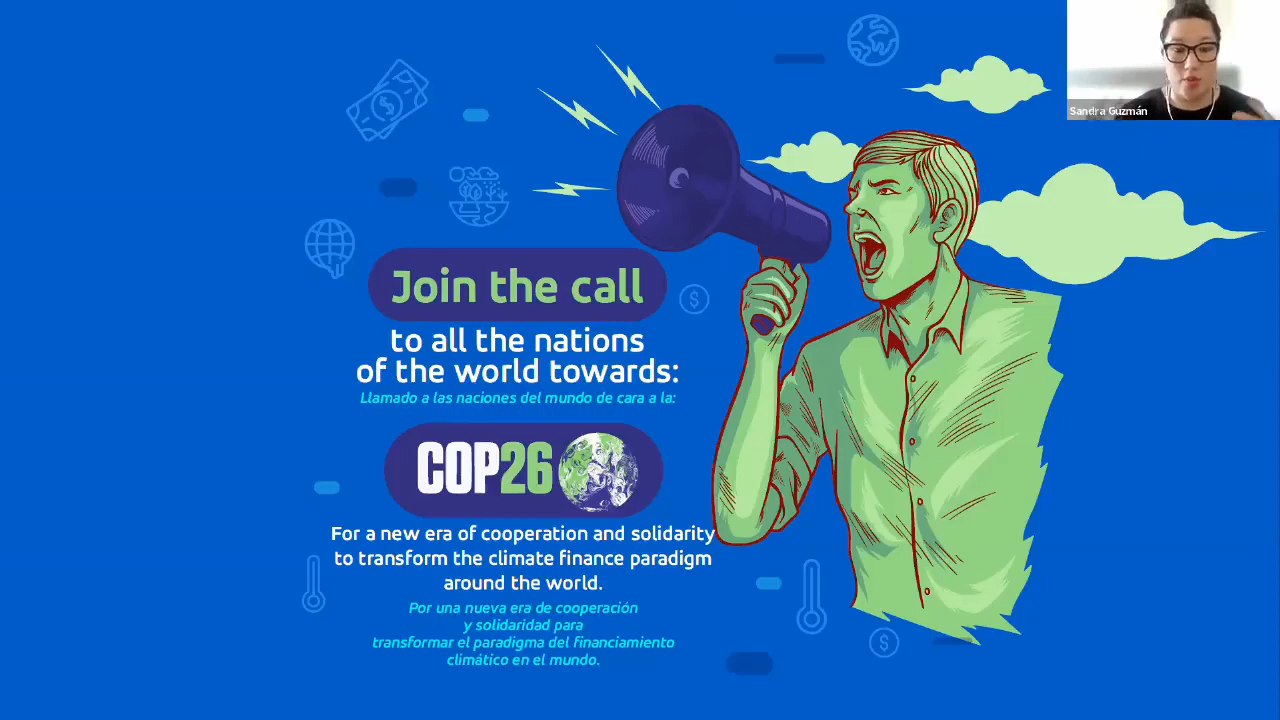 Sandra Guzmán
Join the call
to all the nations
of the world towards:
Llamado a las naciones del mundo de cara a la:
COP26
For a new era of cooperation and solidarity
to transform the climate finance paradigm
around the world.
Por una nueva era de cooperación
y solidaridad para
transformar el paradigma del financiamiento
climático en el mundo.
$
$
$